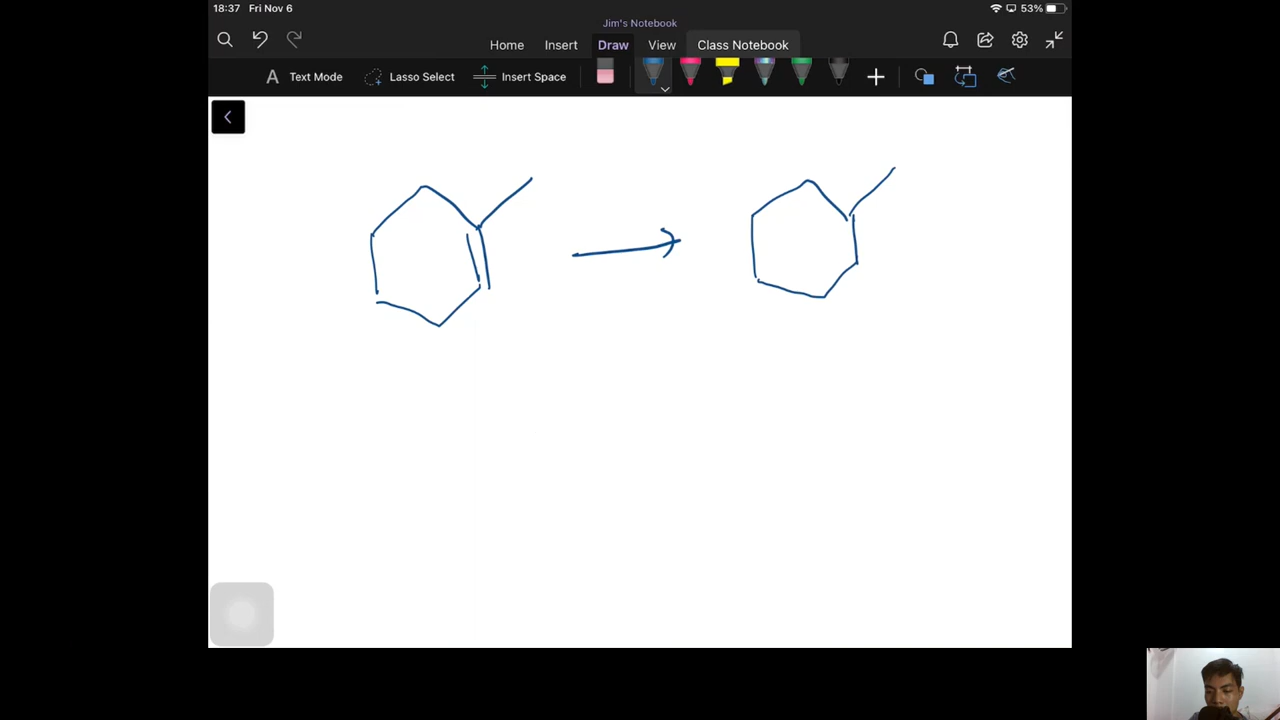 18:37 Fri Nov 6 53%
Jim's Notebook
Home Insert Draw View Class Notebook
A Text Mode Lasso Select Insert Space